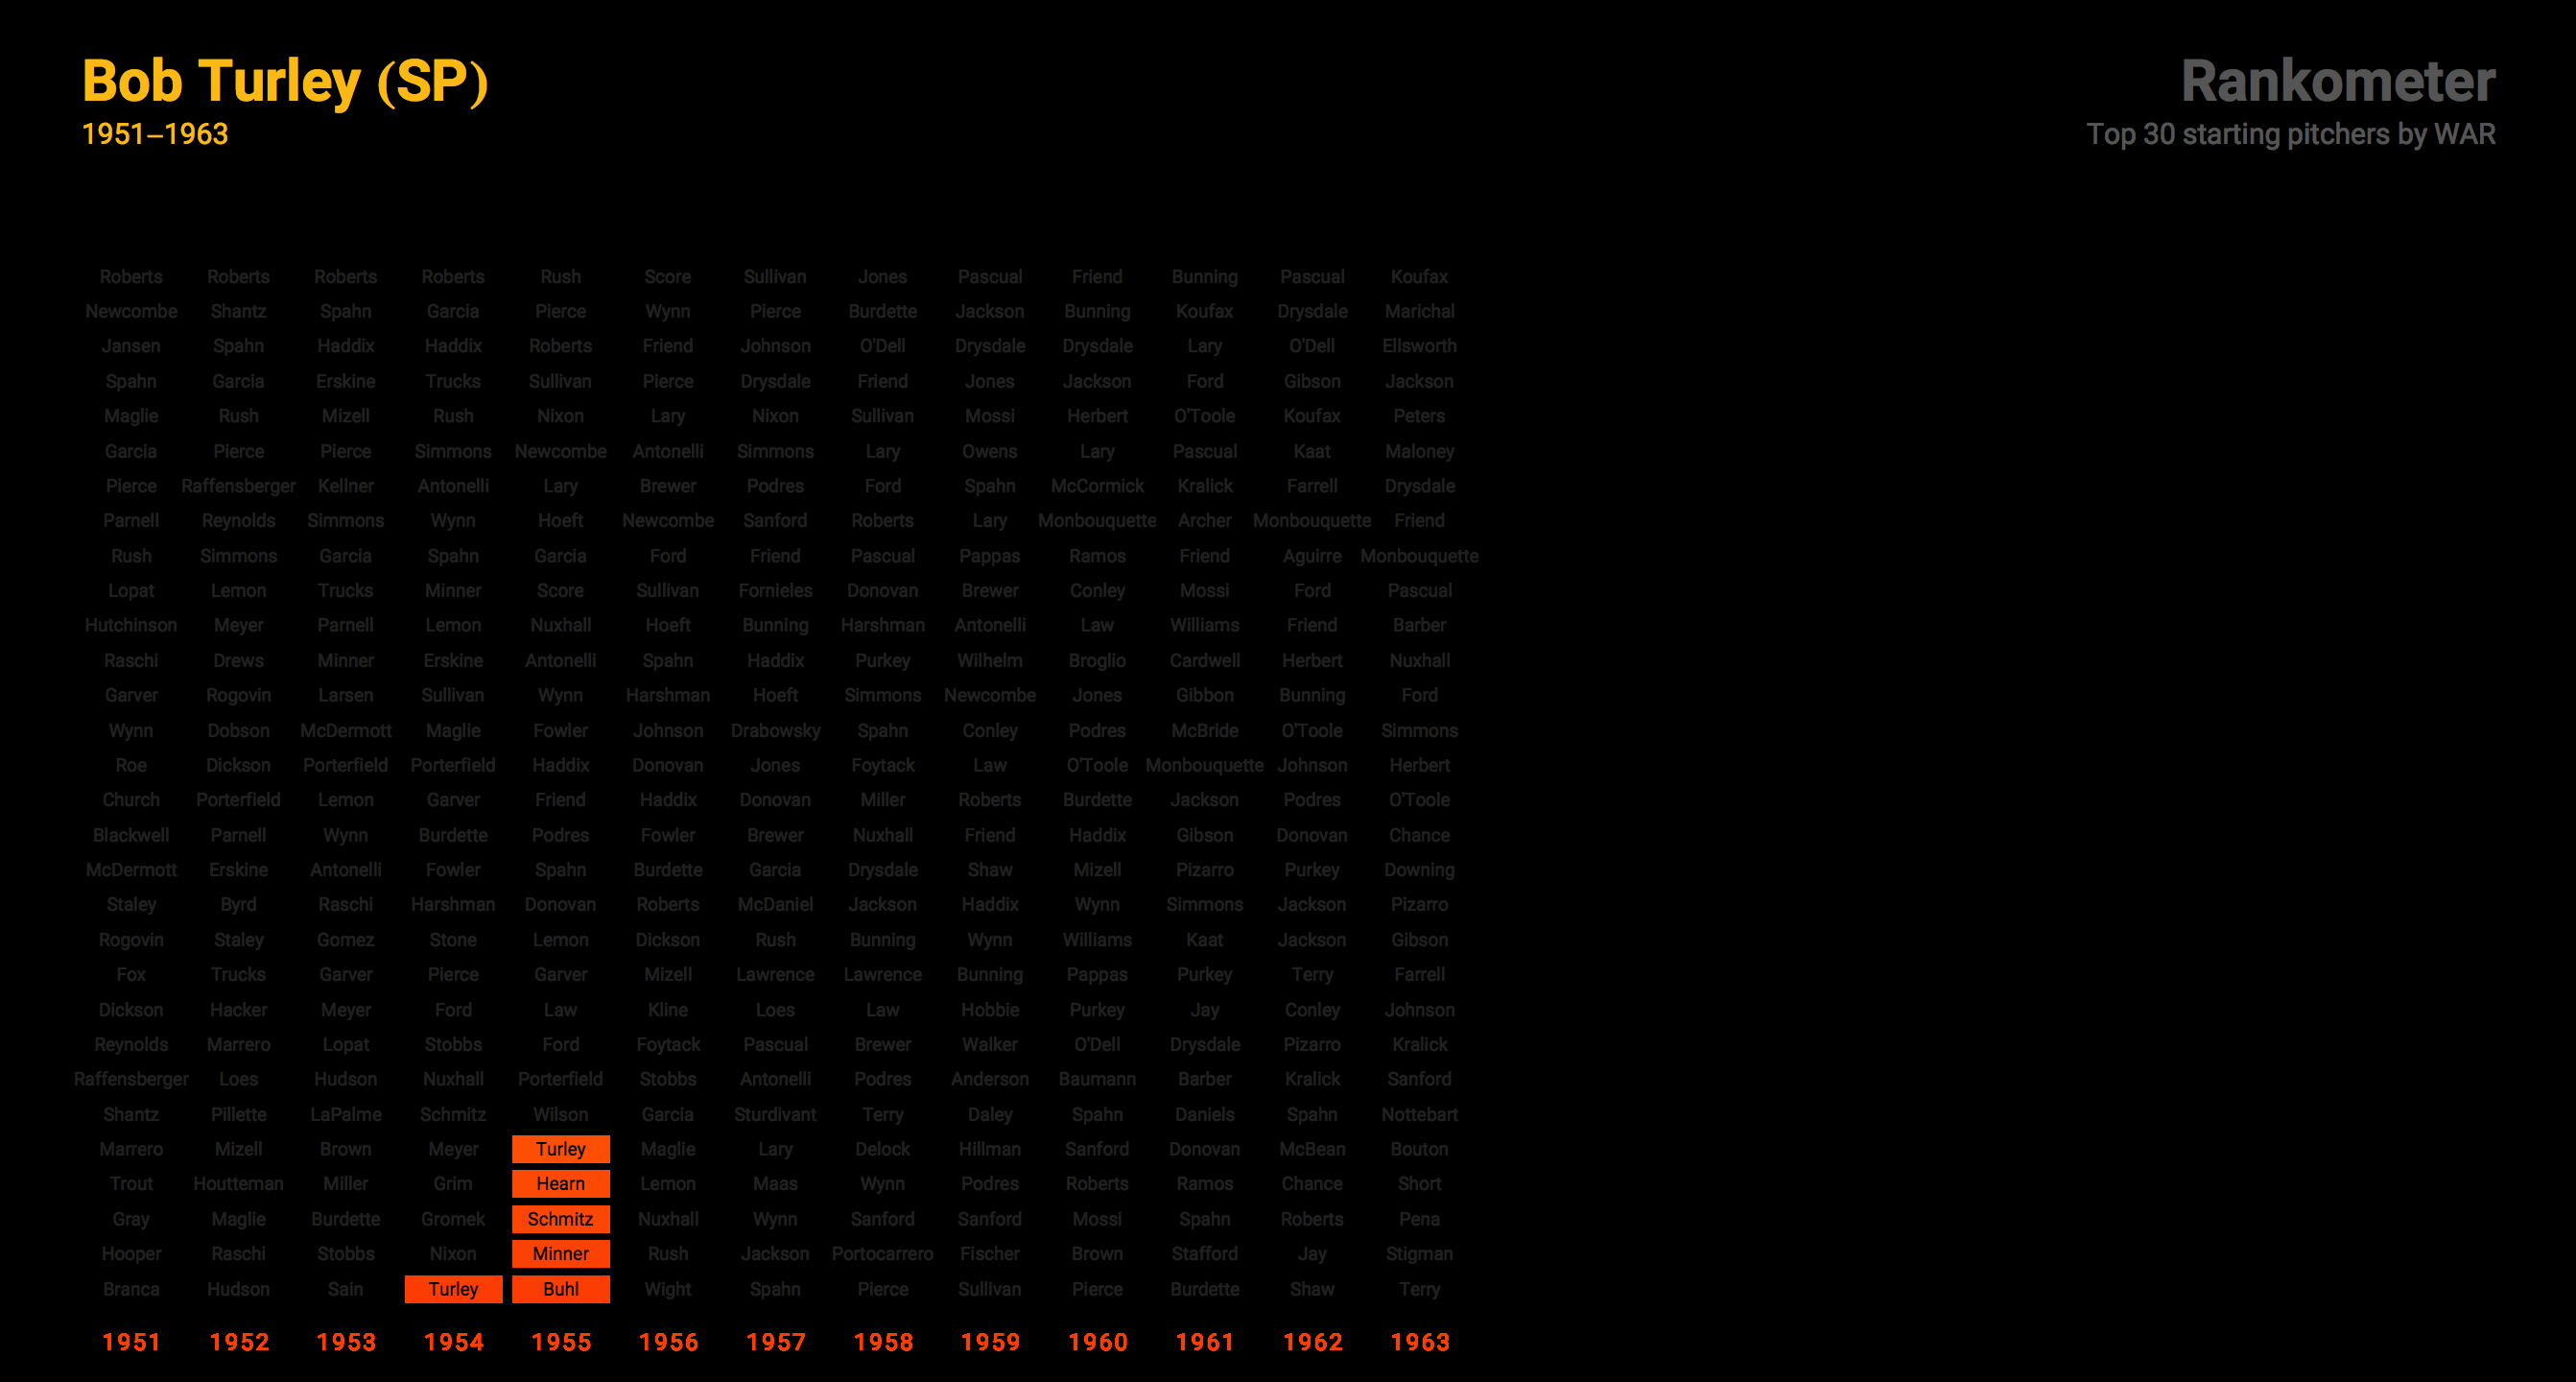 Bob Turley (SP)
1951–1963
Rankometer
Top 30 starting pitchers by WAR
Roberts Roberts Roberts Roberts Rush Score Sullivan Jones Pascual Friend Bunning Pascual Koufax
Newcombe Shantz Spahn Garcia Pierce Wynn Pierce Burdette Jackson Bunning Koufax Drysdale Marichal
Jansen Spahn Haddix Haddix Roberts Friend Johnson O'Dell Drysdale Drysdale Lary O'Dell Ellsworth
Spahn Garcia Erskine Trucks Sullivan Pierce Drysdale Friend Jones Jackson Ford Gibson Jackson
Maglie Rush Mizell Rush Nixon Lary Nixon Sullivan Mossi Herbert O'Toole Koufax Peters
Garcia Pierce Pierce Simmons Newcombe Antonelli Simmons Lary Owens Lary Pascual Kaat Maloney
Pierce Raffensberger Kellner Antonelli Lary Brewer Podres Ford Spahn McCormick Kralick Farrell Drysdale
Parnell Reynolds Simmons Wynn Hoeft Newcombe Sanford Roberts Lary Monbouquette Archer Monbouquette Friend
Rush Simmons Garcia Spahn Garcia Ford Friend Pascual Pappas Ramos Friend Aguirre Monbouquette
Lopat Lemon Trucks Minner Score Sullivan Fornieles Donovan Brewer Conley Mossi Ford Pascual
Hutchinson Meyer Parnell Lemon Nuxhall Hoeft Bunning Harshman Antonelli Law Williams Friend Barber
Raschi Drews Minner Erskine Antonelli Spahn Haddix Purkey Wilhelm Broglio Cardwell Herbert Nuxhall
Garver Rogovin Larsen Sullivan Wynn Harshman Hoeft Simmons Newcombe Jones Gibbon Bunning Ford
Wynn Dobson McDermott Maglie Fowler Johnson Drabowsky Spahn Conley Podres McBride O'Toole Simmons
Roe Dickson Porterfield Porterfield Haddix Donovan Jones Foytack Law O'Toole Monbouquette Johnson Herbert
Church Porterfield Lemon Garver Friend Haddix Donovan Miller Roberts Burdette Jackson Podres O'Toole
Blackwell Parnell Wynn Burdette Podres Fowler Brewer Nuxhall Friend Haddix Gibson Donovan Chance
McDermott Erskine Antonelli Fowler Spahn Burdette Garcia Drysdale Shaw Mizell Pizarro Purkey Downing
Staley Byrd Raschi Harshman Donovan Roberts McDaniel Jackson Haddix Wynn Simmons Jackson Pizarro
Rogovin Staley Gomez Stone Lemon Dickson Rush Bunning Wynn Williams Kaat Jackson Gibson
Fox Trucks Garver Pierce Garver Mizell Lawrence Lawrence Bunning Pappas Purkey Terry Farrell
Dickson Hacker Meyer Ford Law Kline Loes Law Hobbie Purkey Jay Conley Johnson
Reynolds Marrero Lopat Stobbs Ford Foytack Pascual Brewer Walker O'Dell Drysdale Pizarro Kralick
Raffensberger Loes Hudson Nuxhall Porterfield Stobbs Antonelli Podres Anderson Baumann Barber Kralick Sanford
Shantz Pillette LaPalme Schmitz Wilson Garcia Sturdivant Terry Daley Spahn Daniels Spahn Nottebart
Marrero Mizell Brown Meyer Turley Maglie Lary Delock Hillman Sanford Donovan McBean Bouton
Trout Houtteman Miller Grim Hearn Lemon Maas Wynn Podres Roberts Ramos Chance Short
Gray Maglie Burdette Gromek Schmitz Nuxhall Wynn Sanford Sanford Mossi Spahn Roberts Pena
Hooper Raschi Stobbs Nixon Minner Rush Jackson Portocarrero Fischer Brown Stafford Jay Stigman
Branca Hudson Sain Turley Buhl Wight Spahn Pierce Sullivan Pierce Burdette Shaw Terry
1951 1952 1953 1954 1955 1956 1957 1958 1959 1960 1961 1962 1963